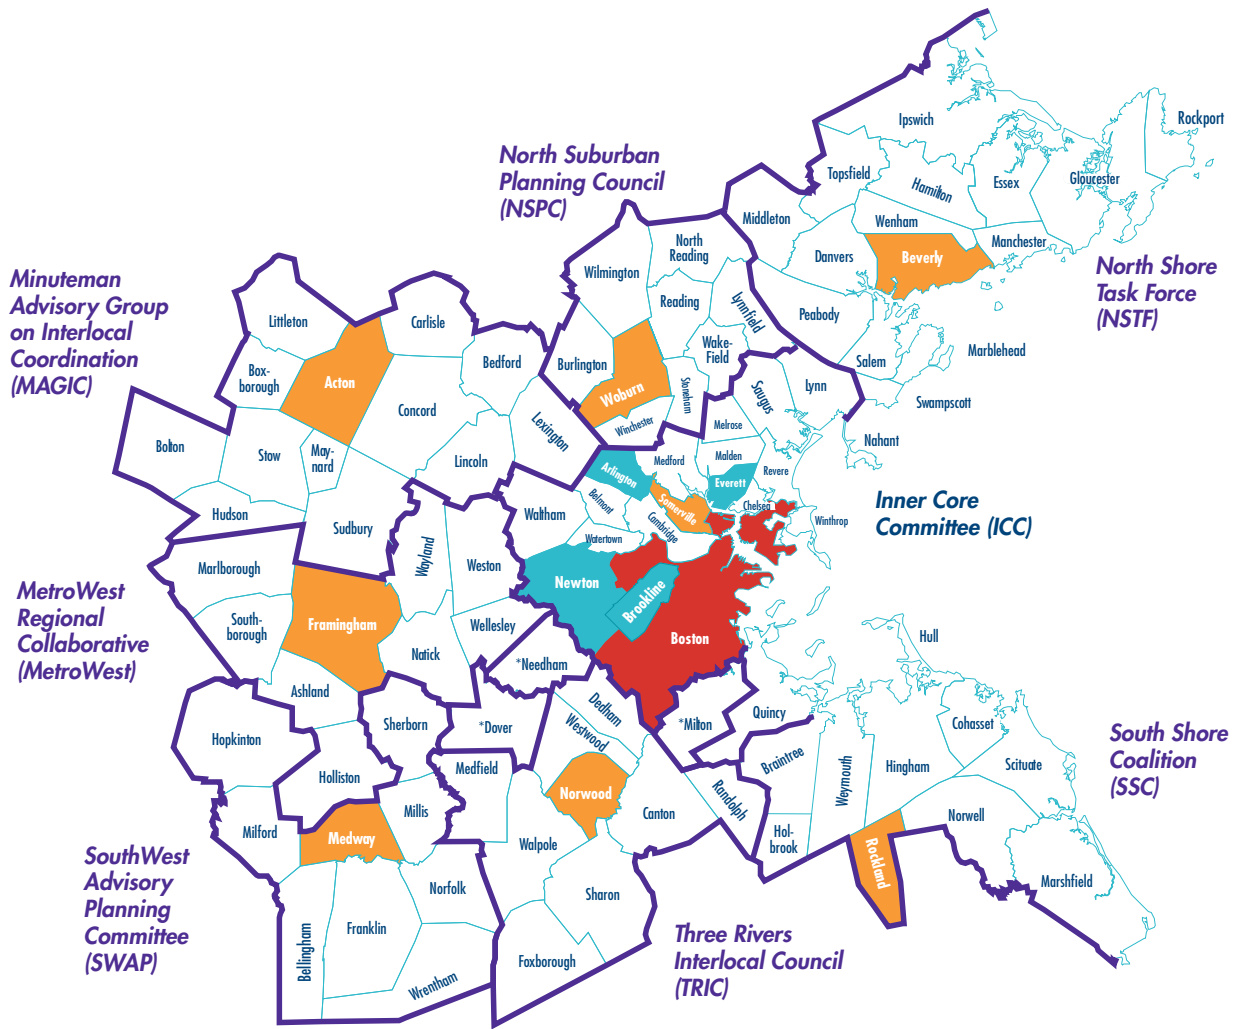 Ipswich
Rockport
North Suburban
Planning Council
(NSPC)
Topsfield
Hamilton
Essex
Gloucester
Middleton
Wenham
Manchester
North
Reading
Danvers
Beverly
North Shore
Task Force
(NSTF)
Minuteman
Advisory Group
on Interlocal
Coordination
(MAGIC)
Wilmington
Reading
Lynnfield
Peabody
Littleton
Carlisle
Marblehead
Wake-
Field
Salem
Bedford
Burlington
Box-
borough
Acton
Woburn
Stoneham
Saugus
Lynn
Swampscott
Concord
Lexington
Winchester
Melrose
Nahant
Bolton
Stow
May-
nard
Lincoln
Arlington
Medford
Malden
Revere
Everett
Hudson
Sudbury
Waltham
Belmont
Somerville
Chelsea
Winthrop
Inner Core
Committee (ICC)
Cambridge
Watertown
Wayland
Weston
Marlborough
Newton
Brookline
MetroWest
Regional
Collaborative
(MetroWest)
South-
borough
Framingham
Wellesley
Boston
Hull
Natick
*Needham
Ashland
Sherborn
*Dover
Dedham
Westwood
*Milton
Quincy
Cohasset
South Shore
Coalition
(SSC)
Hopkinton
Holliston
Medfield
Braintree
Weymouth
Hingham
Scituate
Norwood
Randolph
Millis
Canton
Milford
Medway
Walpole
Hol-
brook
Norwell
Rockland
SouthWest
Advisory
Planning
Committee
(SWAP)
Norfolk
Sharon
Marshfield
Franklin
Bellingham
Foxborough
Wrentham
Three Rivers
Interlocal Council
(TRIC)